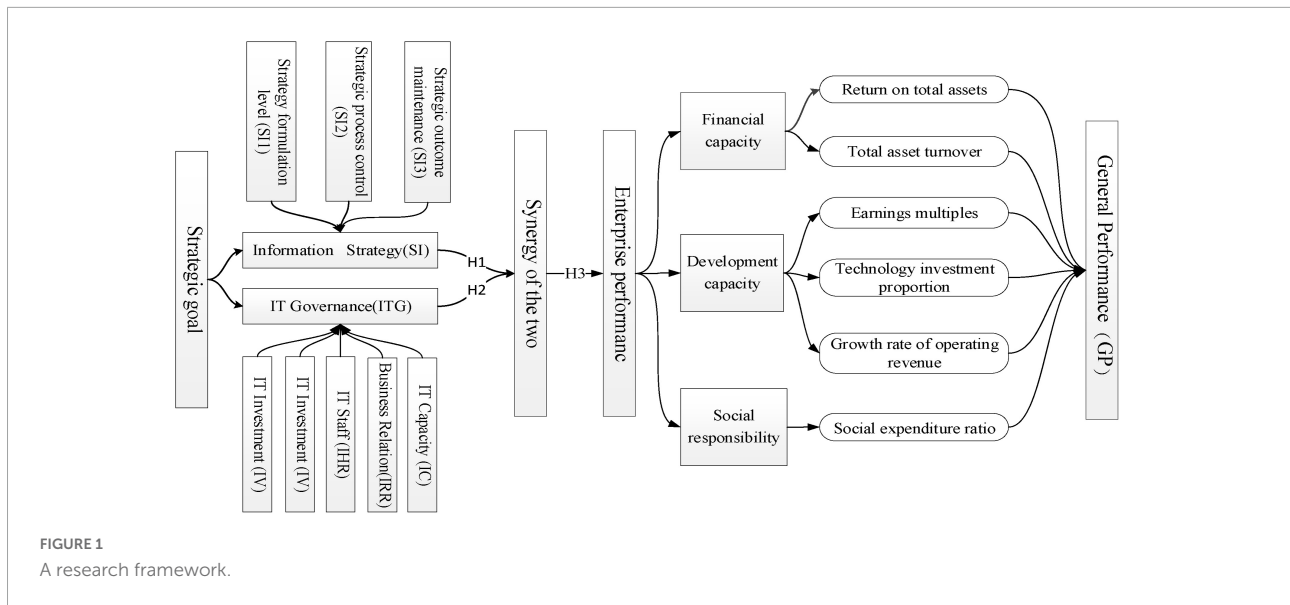 Strategy formulation
level (SI1)
Strategic process control
(SI2)
Strategic outcome
maintenance (SI3)
Strategic goal
Information Strategy(SI)
IT Governance(ITG)
IT Investment (IV)
IT Investment (IV)
IT Staff (IHR)
Business Relation(IRR)
IT Capacity (IC)
H1
H2
Synergy of the two
H3
Enterprise performanc
Financial
capacity
Development
capacity
Social
responsibility
Return on total assets
Total asset turnover
Earnings multiples
Technology investment
proportion
Growth rate of operating
revenue
Social expenditure ratio
General Performance (GP)
FIGURE 1
A research framework.